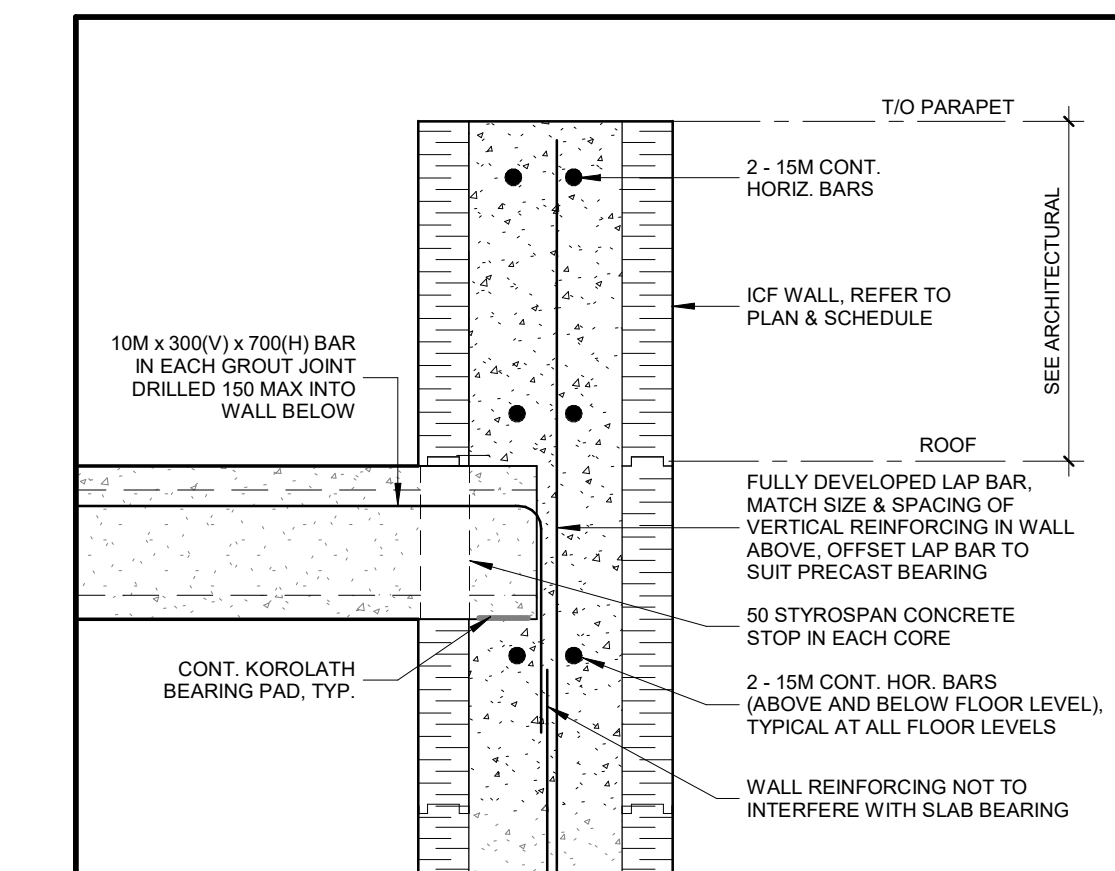 T/O PARAPET
2 - 15M CONT.
HORIZ. BARS
SEE ARCHITECTURAL
ICF WALL, REFER TO
PLAN & SCHEDULE
10M x 300(V) x 700(H) BAR
IN EACH GROUT JOINT
DRILLED 150 MAX INTO
WALL BELOW
ROOF
FULLY DEVELOPED LAP BAR,
MATCH SIZE & SPACING OF
VERTICAL REINFORCING IN WALL
ABOVE, OFFSET LAP BAR TO
SUIT PRECAST BEARING
50 STYROSPAN CONCRETE
STOP IN EACH CORE
CONT. KOROLATH
BEARING PAD, TYP.
2 - 15M CONT. HOR. BARS
(ABOVE AND BELOW FLOOR LEVEL),
TYPICAL AT ALL FLOOR LEVELS
WALL REINFORCING NOT TO
INTERFERE WITH SLAB BEARING